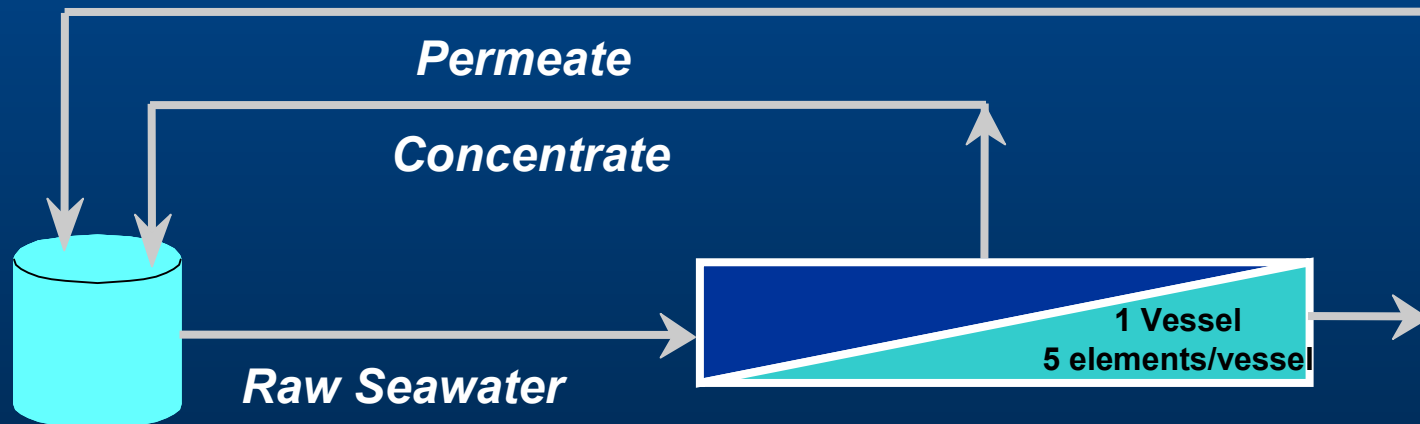 Permeate
Concentrate
1 Vessel
5 elements/vessel
Raw Seawater